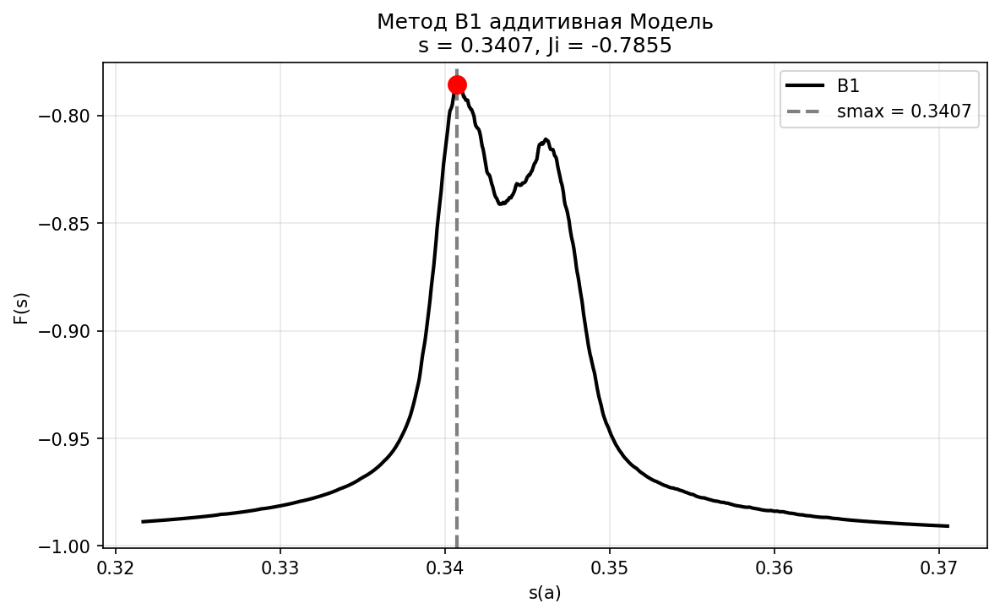 Метод B1 аддитивная Модель
s = 0.3407, Ji = -0.7855
B1
smax = 0.3407
F(s)
−0.80
−0.85
−0.90
−0.95
−1.00
0.32
0.33
0.34
0.35
0.36
0.37
s(a)